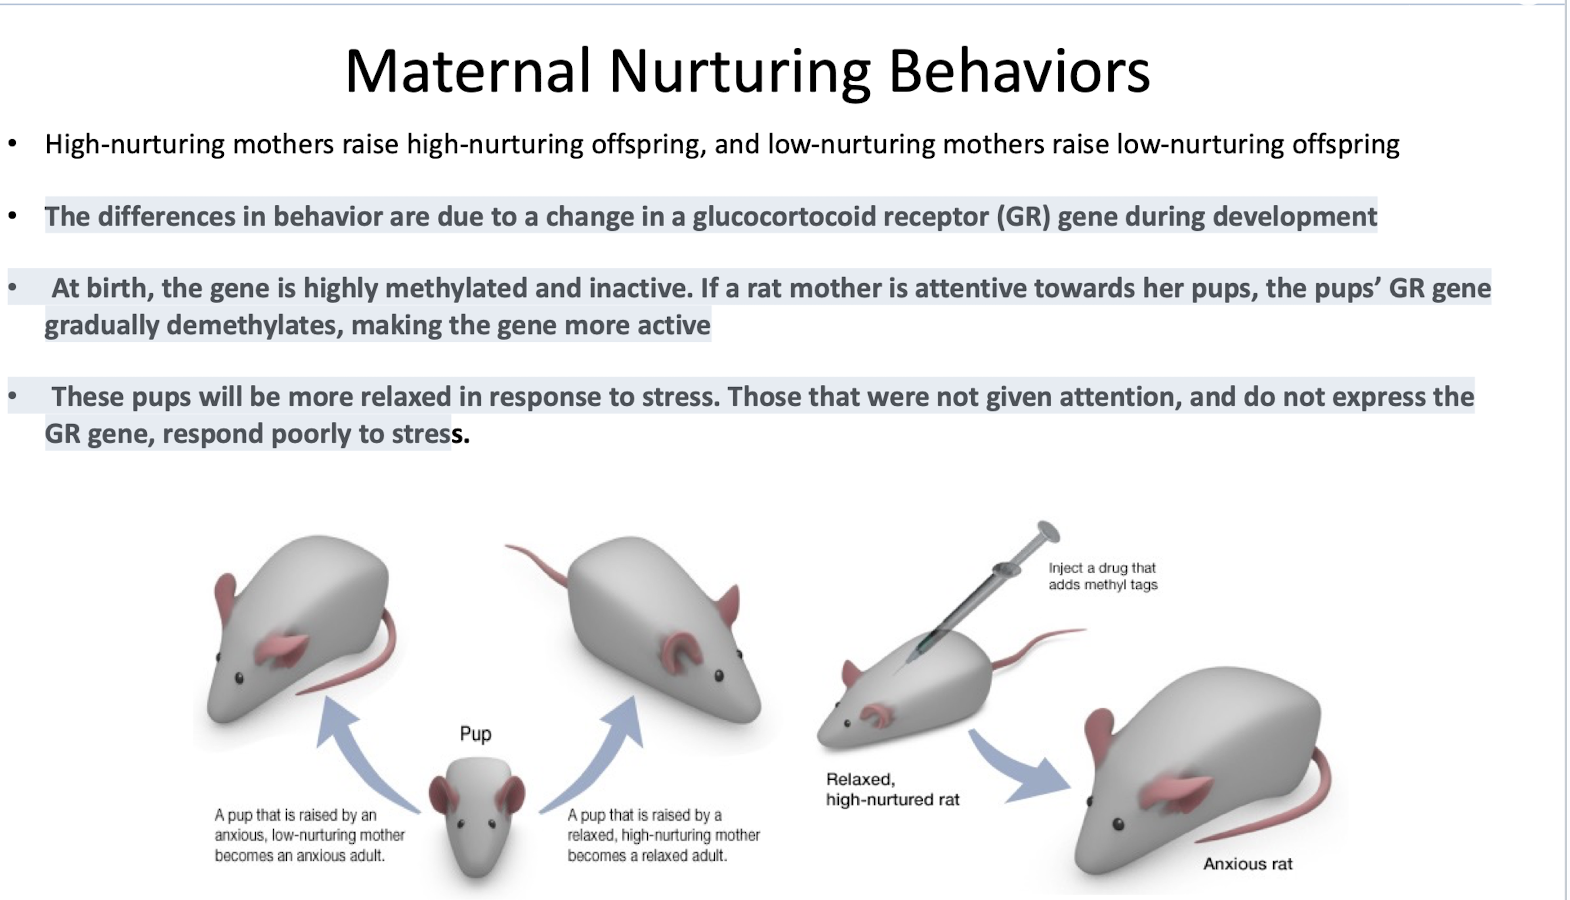 Maternal Nurturing Behaviors
• High-nurturing mothers raise high-nurturing offspring, and low-nurturing mothers raise low-nurturing offspring
• The differences in behavior are due to a change in a glucocortocoid receptor (GR) gene during development
• At birth, the gene is highly methylated and inactive. If a rat mother is attentive towards her pups, the pups’ GR gene
gradually demethylates, making the gene more active
• These pups will be more relaxed in response to stress. Those that were not given attention, and do not express the
GR gene, respond poorly to stress.
Pup
A pup that is raised by an
anxious, low-nurturing mother
becomes an anxious adult.
A pup that is raised by a
relaxed, high-nurturing mother
becomes a relaxed adult.
Inject a drug that
adds methyl tags
Relaxed,
high-nurtured rat
Anxious rat